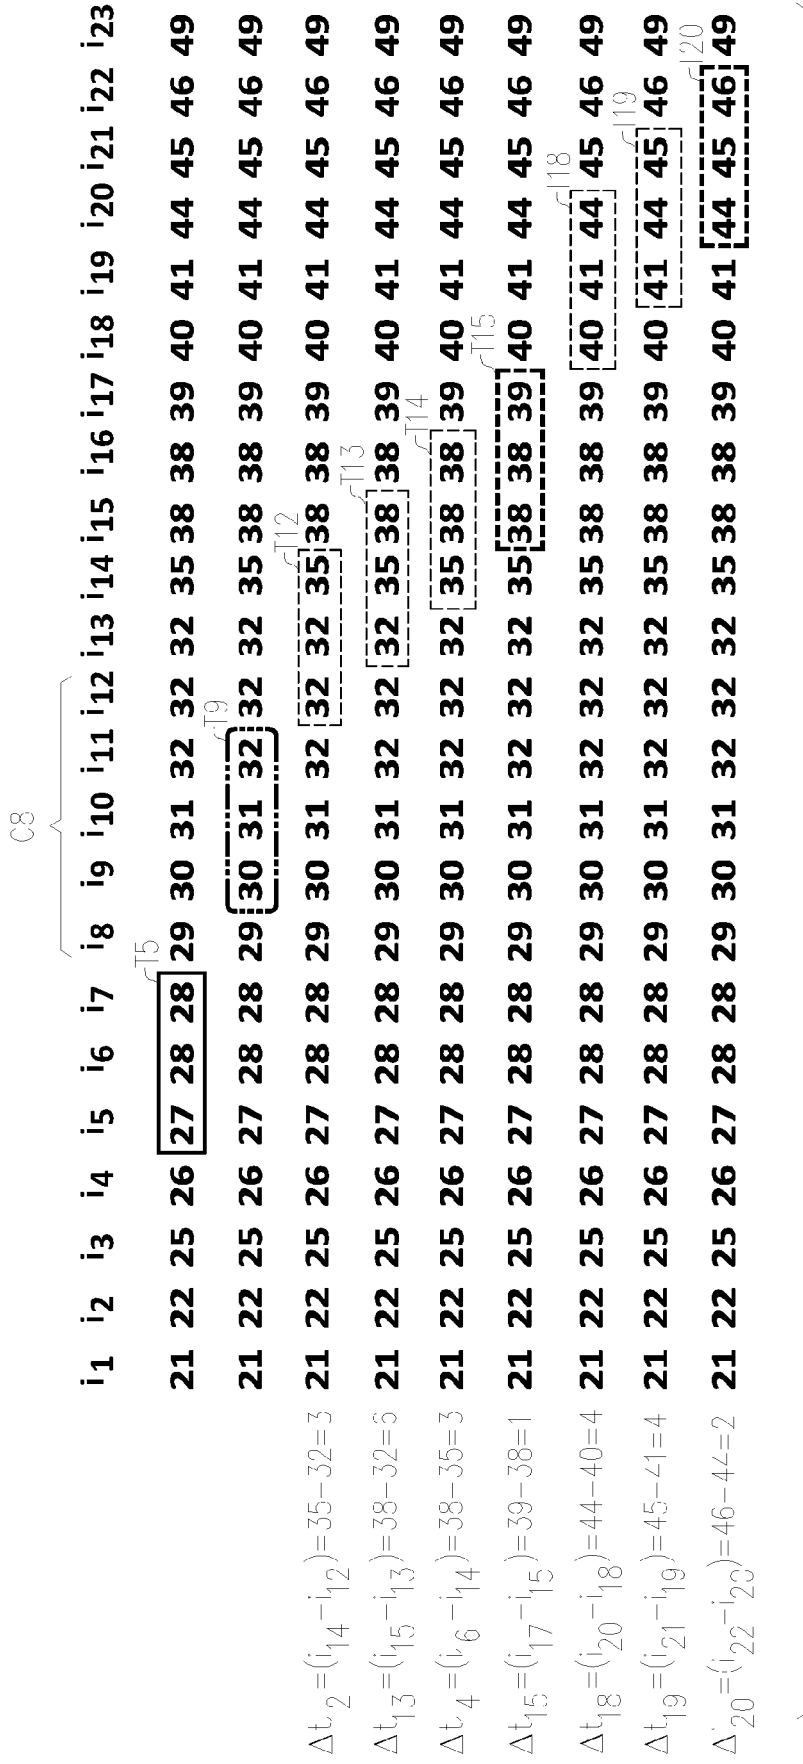 C8
i1 i2 i3 i4 i5 i6 i7 i8 i9 i10 i11 i12 i13 i14 i15 i16 i17 i18 i19 i20 i21 i22 i23
T5
21 22 25 26 27 28 28 29 30 31 32 32 32 35 38 38 39 40 41 44 45 46 49
T9
21 22 25 26 27 28 28 29 30 31 32 32 32 35 38 38 39 40 41 44 45 46 49
T12
Δt,2=(i14−i12)=35−32=3 21 22 25 26 27 28 28 29 30 31 32 32 32 35 38 38 39 40 41 44 45 46 49
T13
Δt13=(i15−i13)=38−32=6 21 22 25 26 27 28 28 29 30 31 32 32 32 35 38 38 39 40 41 44 45 46 49
T14
Δt,4=(i,6−i14)=38−35=3 21 22 25 26 27 28 28 29 30 31 32 32 32 35 38 38 39 40 41 44 45 46 49
T15
Δt15=(i17−i15)=39−38=1 21 22 25 26 27 28 28 29 30 31 32 32 32 35 38 38 39 40 41 44 45 46 49
I18
Δt18=(i20−i18)=44−40=4 21 22 25 26 27 28 28 29 30 31 32 32 32 35 38 38 39 40 41 44 45 46 49
I19
Δt19=(i21−i19)=45−41=4 21 22 25 26 27 28 28 29 30 31 32 32 32 35 38 38 39 40 41 44 45 46 49
I20
Δ'20=(i22−i20)=46−44=2 21 22 25 26 27 28 28 29 30 31 32 32 32 35 38 38 39 40 41 44 45 46 49